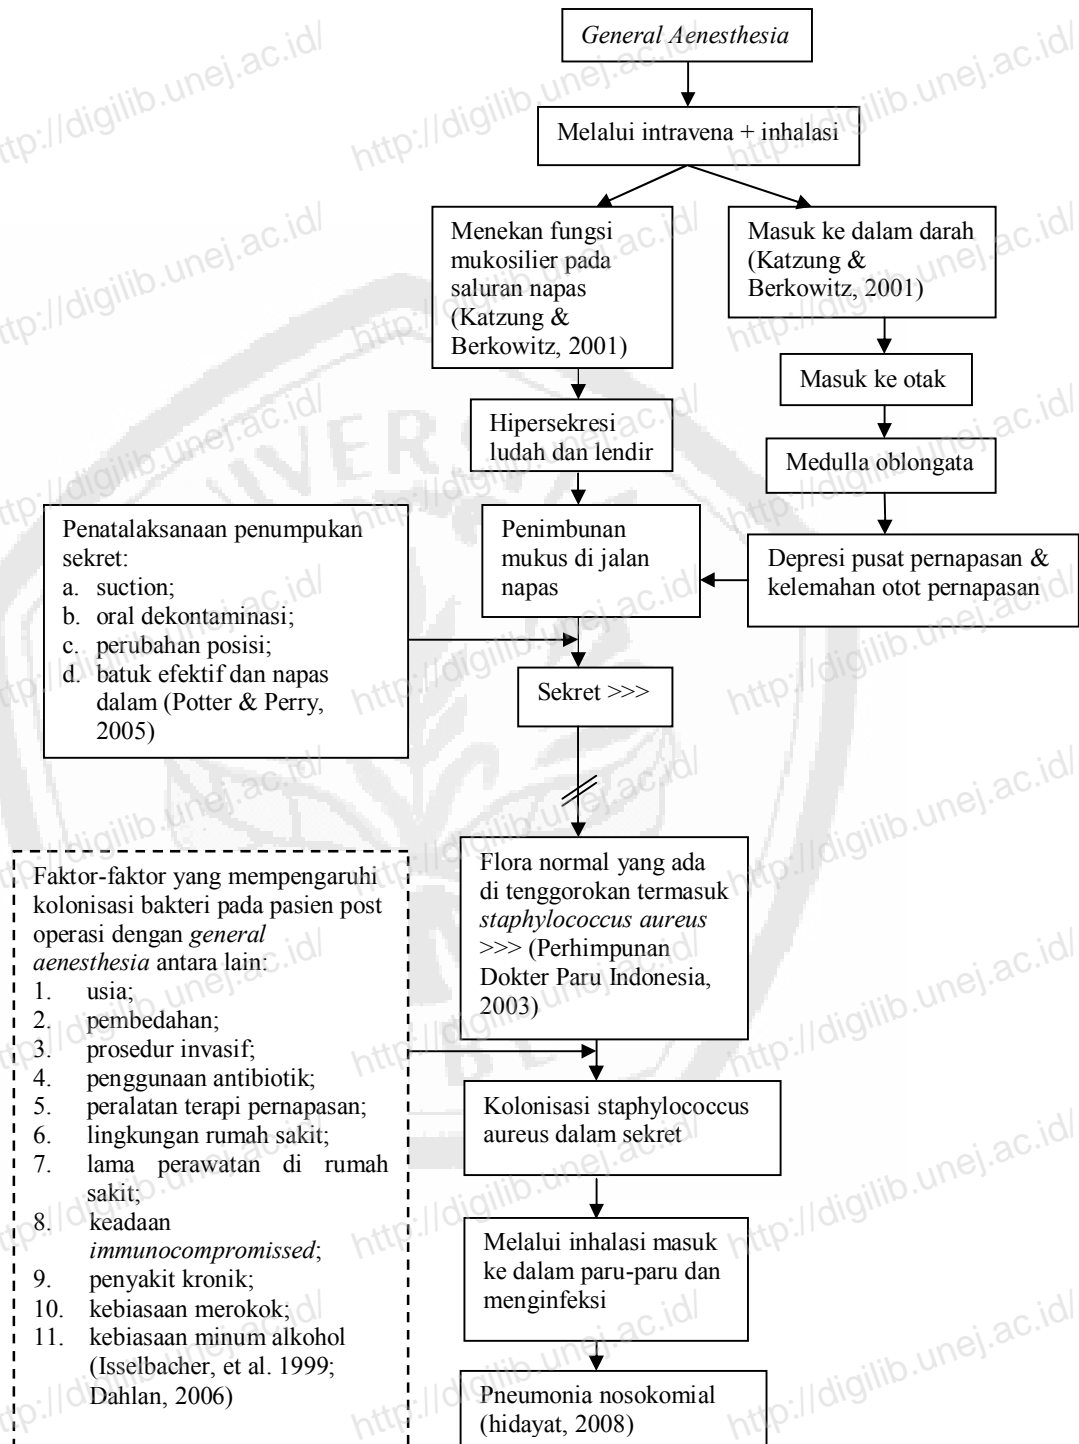 General Aenesthesia
Melalui intravena + inhalasi
Menekan fungsi
mukosilier pada
saluran napas
(Katzung &
Berkowitz, 2001)
Masuk ke dalam darah
(Katzung &
Berkowitz, 2001)
Masuk ke otak
Hipersekresi
ludah dan lendir
Medulla oblongata
Penatalaksanaan penumpukan
sekret:
a. suction;
b. oral dekontaminasi;
c. perubahan posisi;
d. batuk efektif dan napas
dalam (Potter & Perry,
2005)
Penimbunan
mukus di jalan
napas
Depresi pusat pernapasan &
kelemahan otot pernapasan
Sekret >>>
Flora normal yang ada
di tenggorokan termasuk
staphylococcus aureus
>>> (Perhimpunan
Dokter Paru Indonesia,
2003)
Faktor-faktor yang mempengaruhi
kolonisasi bakteri pada pasien post
operasi dengan general
aenesthesia antara lain:
1. usia;
2. pembedahan;
3. prosedur invasif;
4. penggunaan antibiotik;
5. peralatan terapi pernapasan;
6. lingkungan rumah sakit;
7. lama perawatan di rumah
sakit;
8. keadaan
immunocompromissed;
9. penyakit kronik;
10. kebiasaan merokok;
11. kebiasaan minum alkohol
(Isselbacher, et al. 1999;
Dahlan, 2006)
Kolonisasi staphylococcus
aureus dalam sekret
Melalui inhalasi masuk
ke dalam paru-paru dan
menginfeksi
Pneumonia nosokomial
(hidayat, 2008)
http://digilib.unej.ac.id/